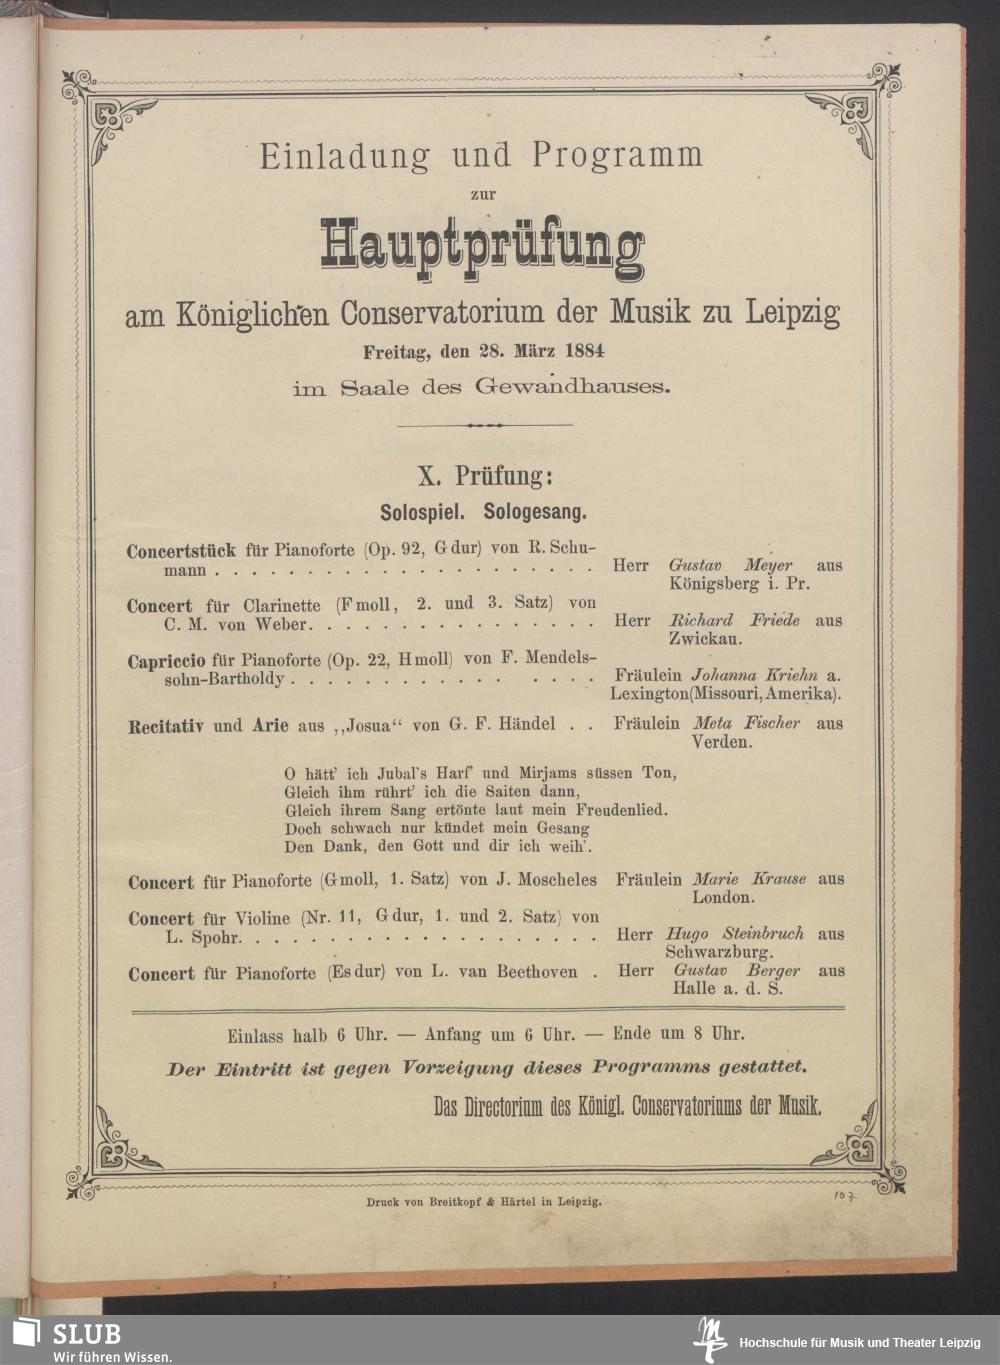 Einladung und Programm
zur
Hauptprüfung
am Königlichen Conservatorium der Musik zu Leipzig
Freitag, den 28. März 1884
im Saale des Gewandhauses.
X. Prüfung:
Solospiel. Sologesang.
Concertstück für Pianoforte (Op. 92, G dur) von R. Schu-
mann . . . . . . . . . . . . . . . . . . . . . Herr Gustav Meyer aus
Königsberg i. Pr.
Concert für Clarinette (F moll, 2. und 3. Satz) von
C. M. von Weber. . . . . . . . . . . . . . . . Herr Richard Friede aus
Zwickau.
Capriccio für Pianoforte (Op. 22, H moll) von F. Mendels-
sohn-Bartholdy . . . . . . . . . . . . . . . . Fräulein Johanna Kriehn a.
Lexington (Missouri, Amerika).
Recitativ und Arie aus „Josua“ von G. F. Händel . . Fräulein Meta Fischer aus
Verden.
O hätt' ich Jubal's Harf' und Mirjams süssen Ton,
Gleich ihm rührt' ich die Saiten dann,
Gleich ihrem Sang ertönte laut mein Freudenlied.
Doch schwach nur kündet mein Gesang
Den Dank, den Gott und dir ich weih'.
Concert für Pianoforte (G moll, 1. Satz) von J. Moscheles Fräulein Marie Krause aus
London.
Concert für Violine (Nr. 11, G dur, 1. und 2. Satz) von
L. Spohr. . . . . . . . . . . . . . . . . . . . Herr Hugo Steinbruch aus
Schwarzburg.
Concert für Pianoforte (Es dur) von L. van Beethoven . Herr Gustav Berger aus
Halle a. d. S.
Einlass halb 6 Uhr. — Anfang um 6 Uhr. — Ende um 8 Uhr.
Der Eintritt ist gegen Vorzeigung dieses Programms gestattet.
Das Directorium des Königl. Conservatoriums der Musik.
Druck von Breitkopf & Härtel in Leipzig.
107
SLUB
Wir führen Wissen.
Hochschule für Musik und Theater Leipzig